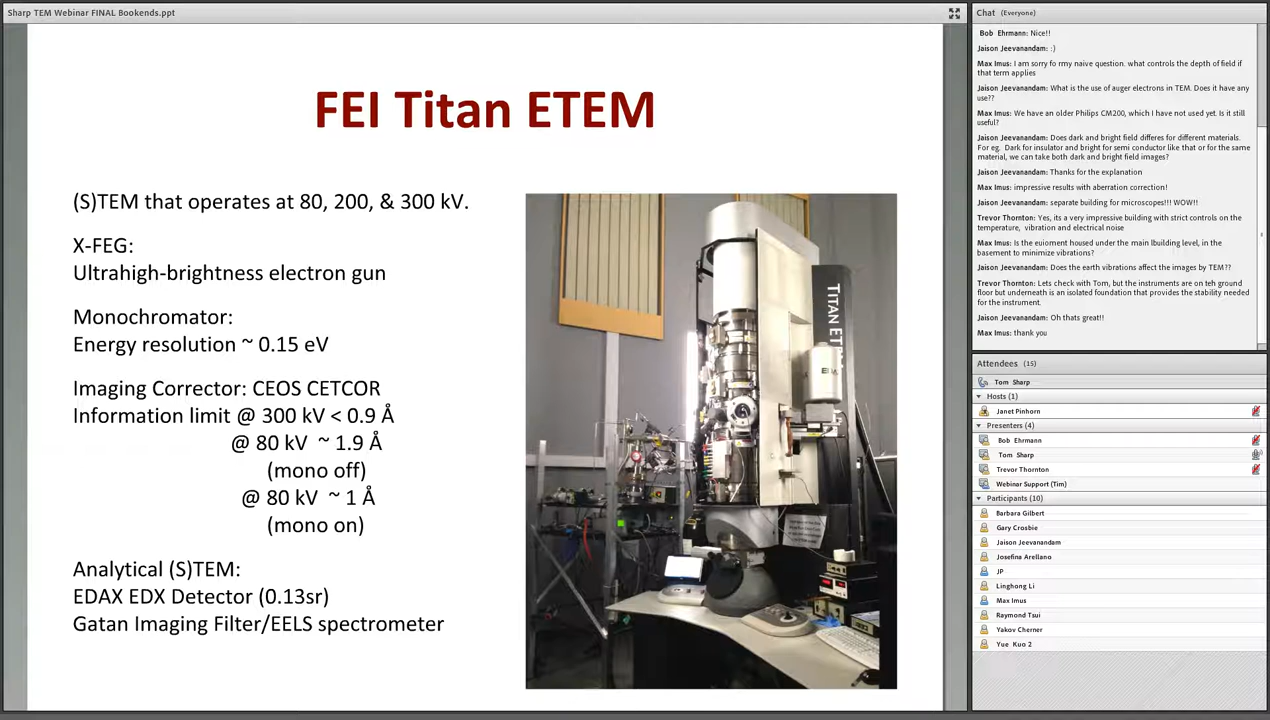 Sharp TEM Webinar FINAL Bookends.ppt
FEI Titan ETEM
(S)TEM that operates at 80, 200, & 300 kV.
X-FEG:
Ultrahigh-brightness electron gun
Monochromator:
Energy resolution ~ 0.15 eV
Imaging Corrector: CEOS CETCOR
Information limit @ 300 kV < 0.9 Å
@ 80 kV ~ 1.9 Å
(mono off)
@ 80 kV ~ 1 Å
(mono on)
Analytical (S)TEM:
EDAX EDX Detector (0.13sr)
Gatan Imaging Filter/EELS spectrometer
Chat (Everyone)
Bob Ehrmann: Nice!!
Jaison Jeevanandam: :)
Max Imus: I am sorry fo rmy naive question. what controls the depth of field if
that term applies
Jaison Jeevanandam: What is the use of auger electrons in TEM. Does it have any
use??
Max Imus: We have an older Philips CM200, which I have not used yet. Is it still
useful?
Jaison Jeevanandam: Does dark and bright field differes for different materials.
For eg. Dark for insulator and bright for semi conductor like that or for the same
material, we can take both dark and bright field images?
Jaison Jeevanandam: Thanks for the explanation
Max Imus: impressive results with aberration correction!
Jaison Jeevanandam: separate building for microscopes!!! WOW!!
Trevor Thornton: Yes, its a very impressive building with strict controls on the
temperature, vibration and electrical noise
Max Imus: Is the euioment housed under the main lbuilding level, in the
basement to minimize vibrations?
Jaison Jeevanandam: Does the earth vibrations affect the images by TEM??
Trevor Thornton: Lets check with Tom, but the instruments are on teh ground
floor but underneath is an isolated foundation that provides the stability needed
for the instrument.
Jaison Jeevanandam: Oh thats great!!
Max Imus: thank you
Attendees (15)
Tom Sharp
Hosts (1)
Janet Pinhorn
Presenters (4)
Bob Ehrmann
Tom Sharp
Trevor Thornton
Webinar Support (Tim)
Participants (10)
Barbara Gilbert
Gary Crosbie
Jaison Jeevanandam
Josefina Arellano
JP
Linghong Li
Max Imus
Raymond Tsui
Yakov Cherner
Yue Kuo 2